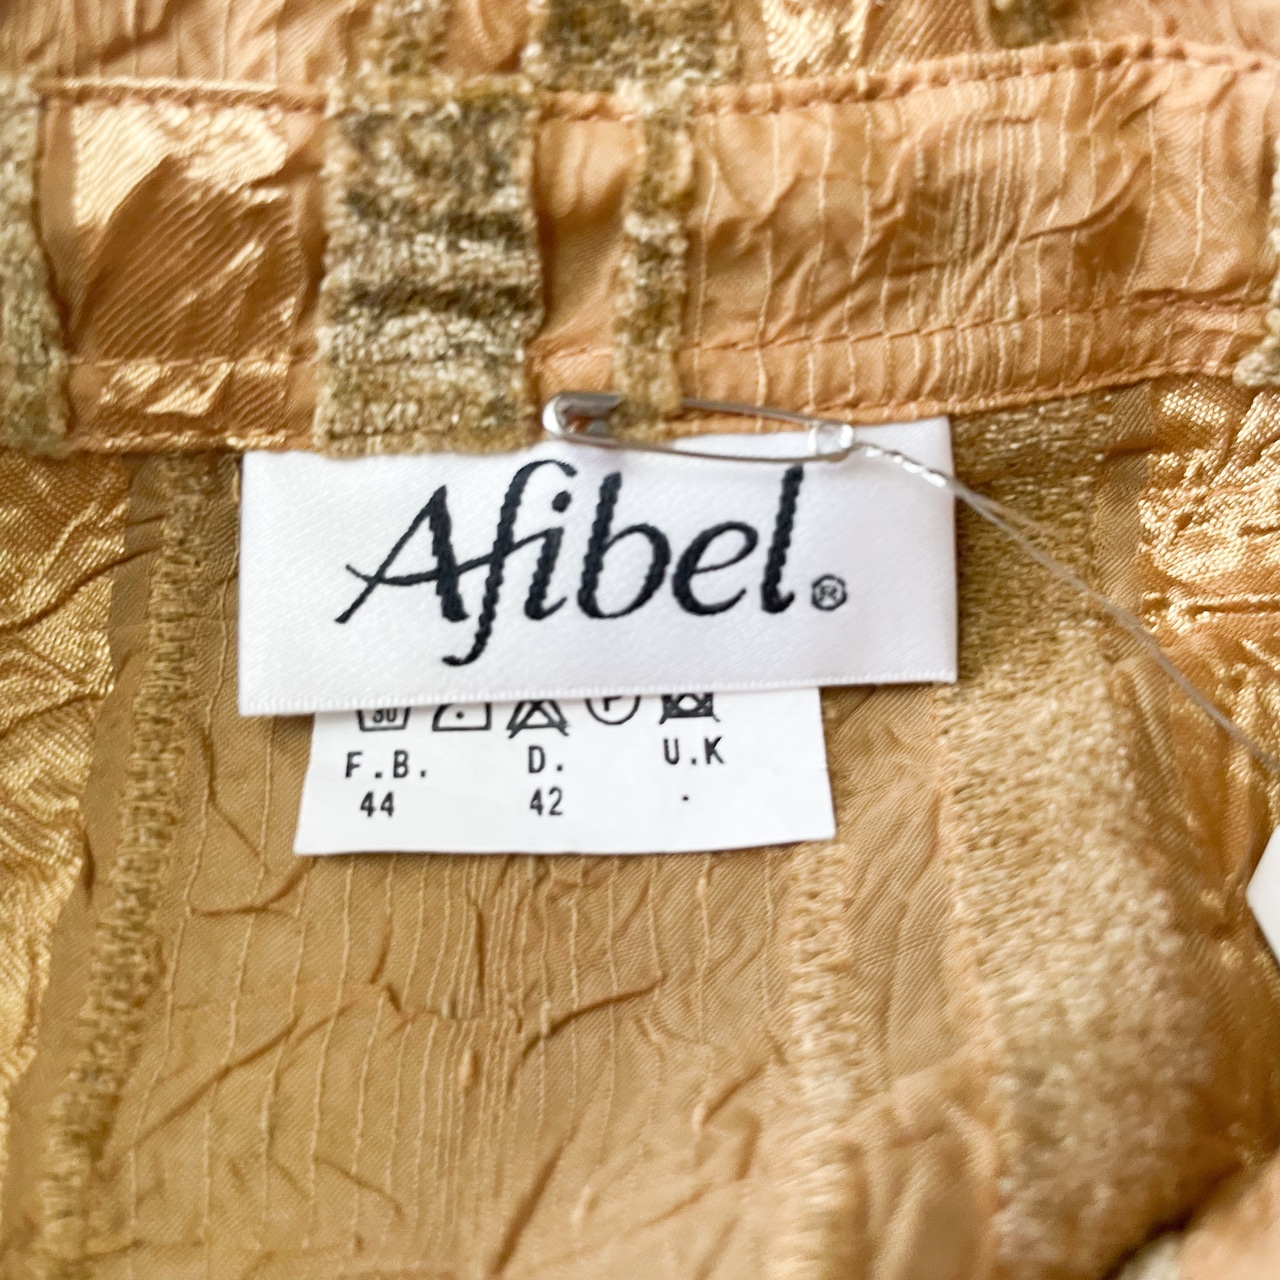 Afibel®
30 P
F.B. D. U.K
44 42 .